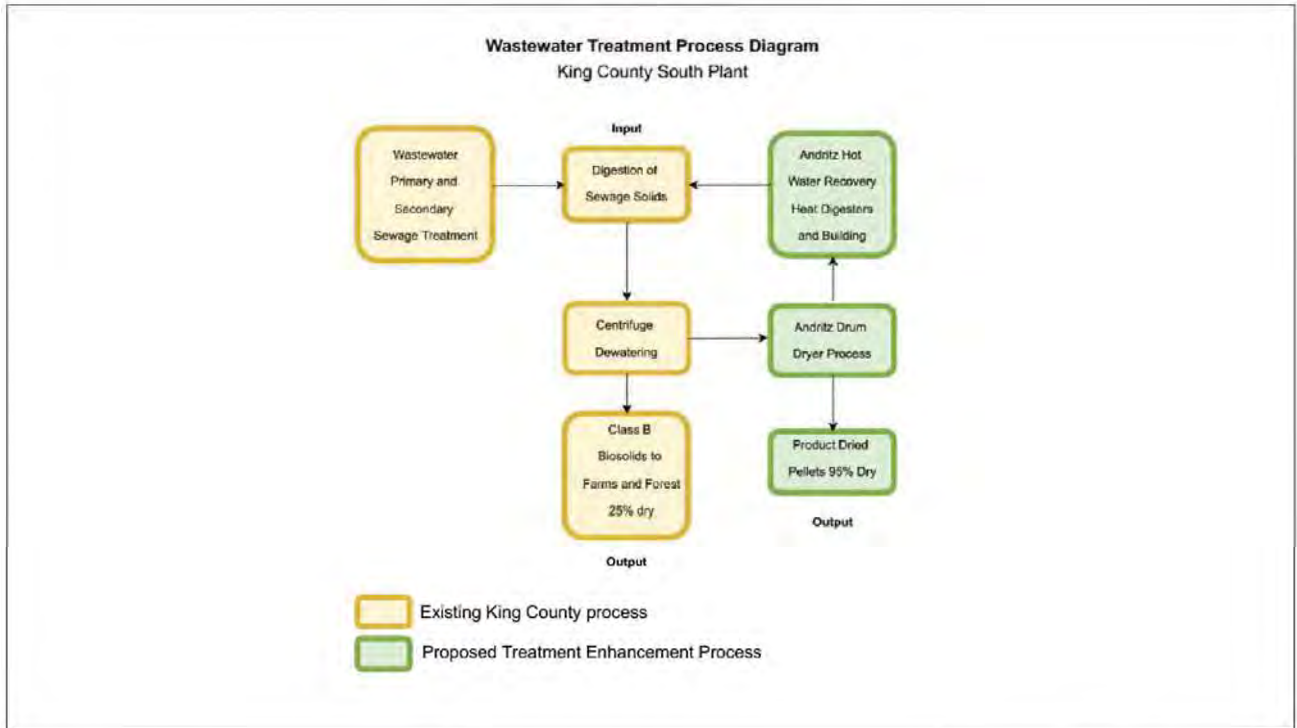 Wastewater Treatment Process Diagram
King County South Plant
Input
Wastewater
Primary and
Secondary
Sewage Treatment
Digestion of
Sewage Solids
Andritz Hot
Water Recovery
Heat Digesters
and Building
Centrifuge
Dewatering
Andritz Drum
Dryer Process
Class B
Biosolids to
Farms and Forest
25% dry
Product Dried
Pellets 95% Dry
Output
Output
Existing King County process
Proposed Treatment Enhancement Process